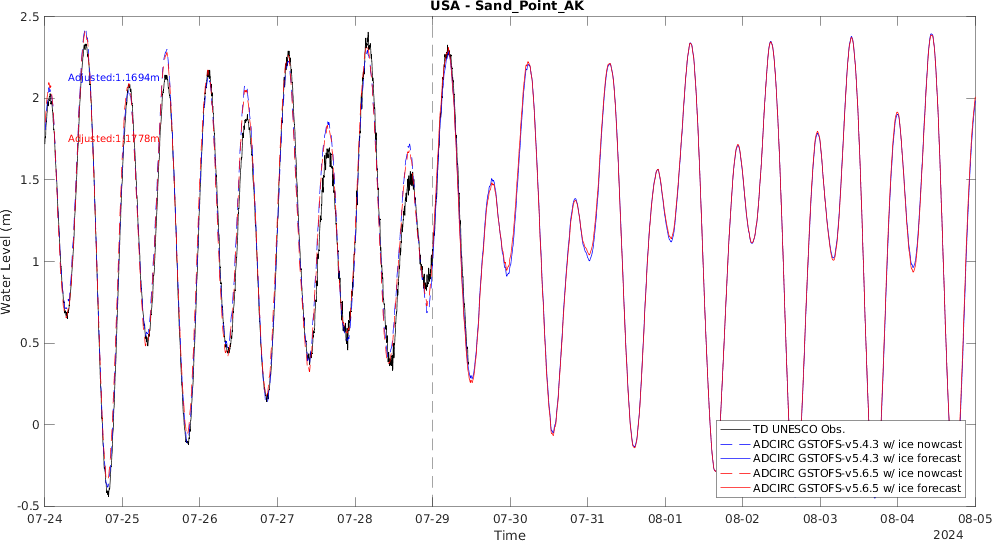 USA - Sand_Point_AK
2.5
2
1.5
1
0.5
0
-0.5
Water Level (m)
Adjusted:1.1694m
Adjusted:1.1778m
TD UNESCO Obs.
ADCIRC GSTOFS-v5.4.3 w/ ice nowcast
ADCIRC GSTOFS-v5.4.3 w/ ice forecast
ADCIRC GSTOFS-v5.6.5 w/ ice nowcast
ADCIRC GSTOFS-v5.6.5 w/ ice forecast
07-24 07-25 07-26 07-27 07-28 07-29 07-30 07-31 08-01 08-02 08-03 08-04 08-05
Time
2024